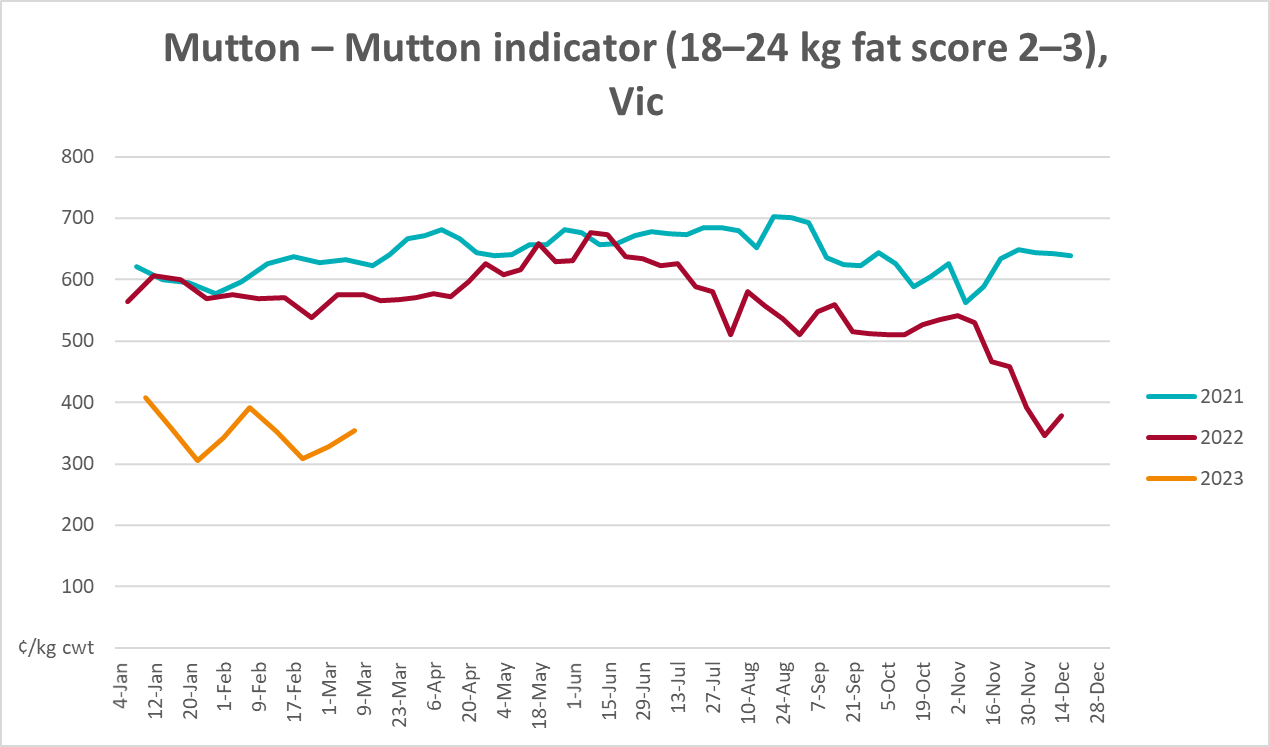 Mutton – Mutton indicator (18–24 kg fat score 2–3),
Vic
800
700
600
500
400
300
200
100
¢/kg cwt
4-Jan
12-Jan
20-Jan
1-Feb
9-Feb
17-Feb
1-Mar
9-Mar
23-Mar
6-Apr
20-Apr
4-May
18-May
1-Jun
15-Jun
29-Jun
13-Jul
27-Jul
10-Aug
24-Aug
7-Sep
21-Sep
5-Oct
19-Oct
2-Nov
16-Nov
30-Nov
14-Dec
28-Dec
2021
2022
2023